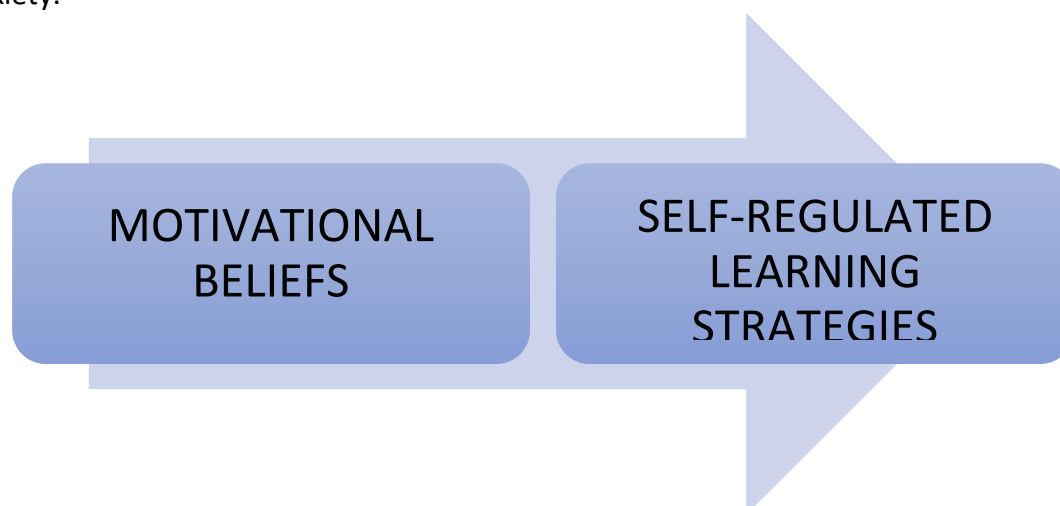 MOTIVATIONAL
BELIEFS
SELF-REGULATED
LEARNING
STRATEGIES